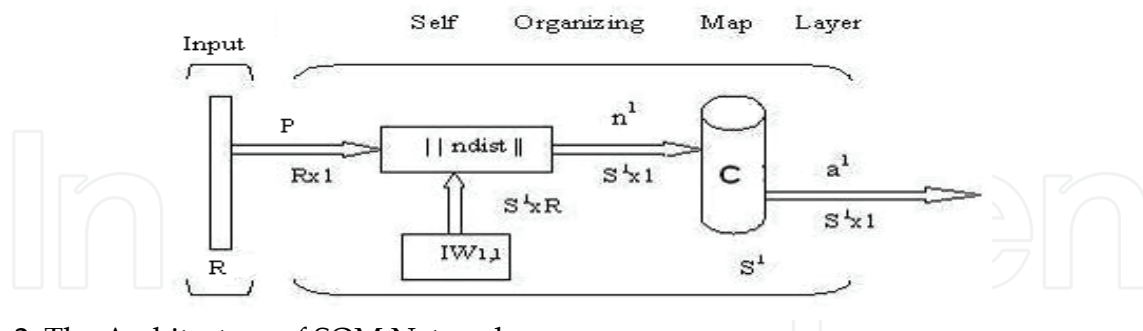 Self Organizing Map Layer
Input
P
Rx1
R
|| ndist ||
S¹xR
IW1,1
n¹
S¹x1
C
S¹
a¹
S¹x1
2. The Architecture of SOM Network